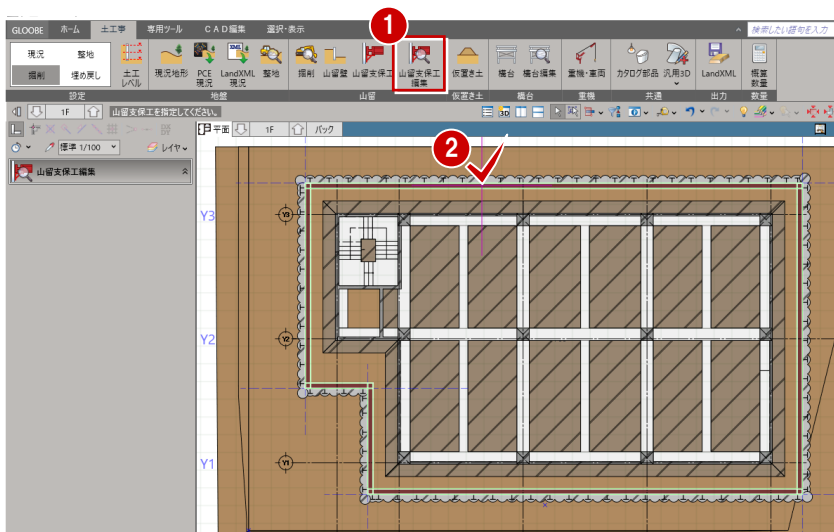 1
GLOOBE ホーム 土工事 専用ツール CAD編集 選択・表示 検索したい語句を入力
現況 整地
掘削 埋め戻し
土工レベル 現況地形 PCE現況 LandXML現況 整地 掘削 山留壁 山留支保工 山留支保工編集 仮置き土 構台 構台編集 重機・車両 カタログ部品 汎用3D LandXML 概算数量
設定 地盤 山留 仮置き土 構台 重機 共通 出力 数量
1F 山留支保工を指定してください。
平面 1F バック
標準 1/100 レイヤ
2
山留支保工編集
Y3 Y3
Y2 Y2
Y1 Y1